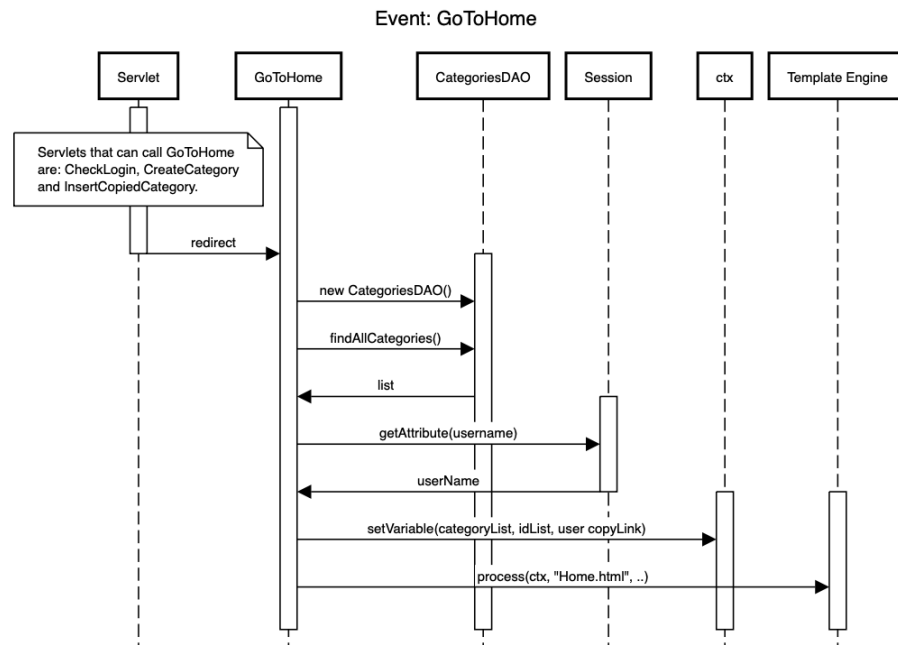 Event: GoToHome
Servlet
GoToHome
CategoriesDAO
Session
ctx
Template Engine
Servlets that can call GoToHome
are: CheckLogin, CreateCategory
and InsertCopiedCategory.
redirect
new CategoriesDAO()
findAllCategories()
list
getAttribute(username)
userName
setVariable(categoryList, idList, user copyLink)
process(ctx, "Home.html", ..)